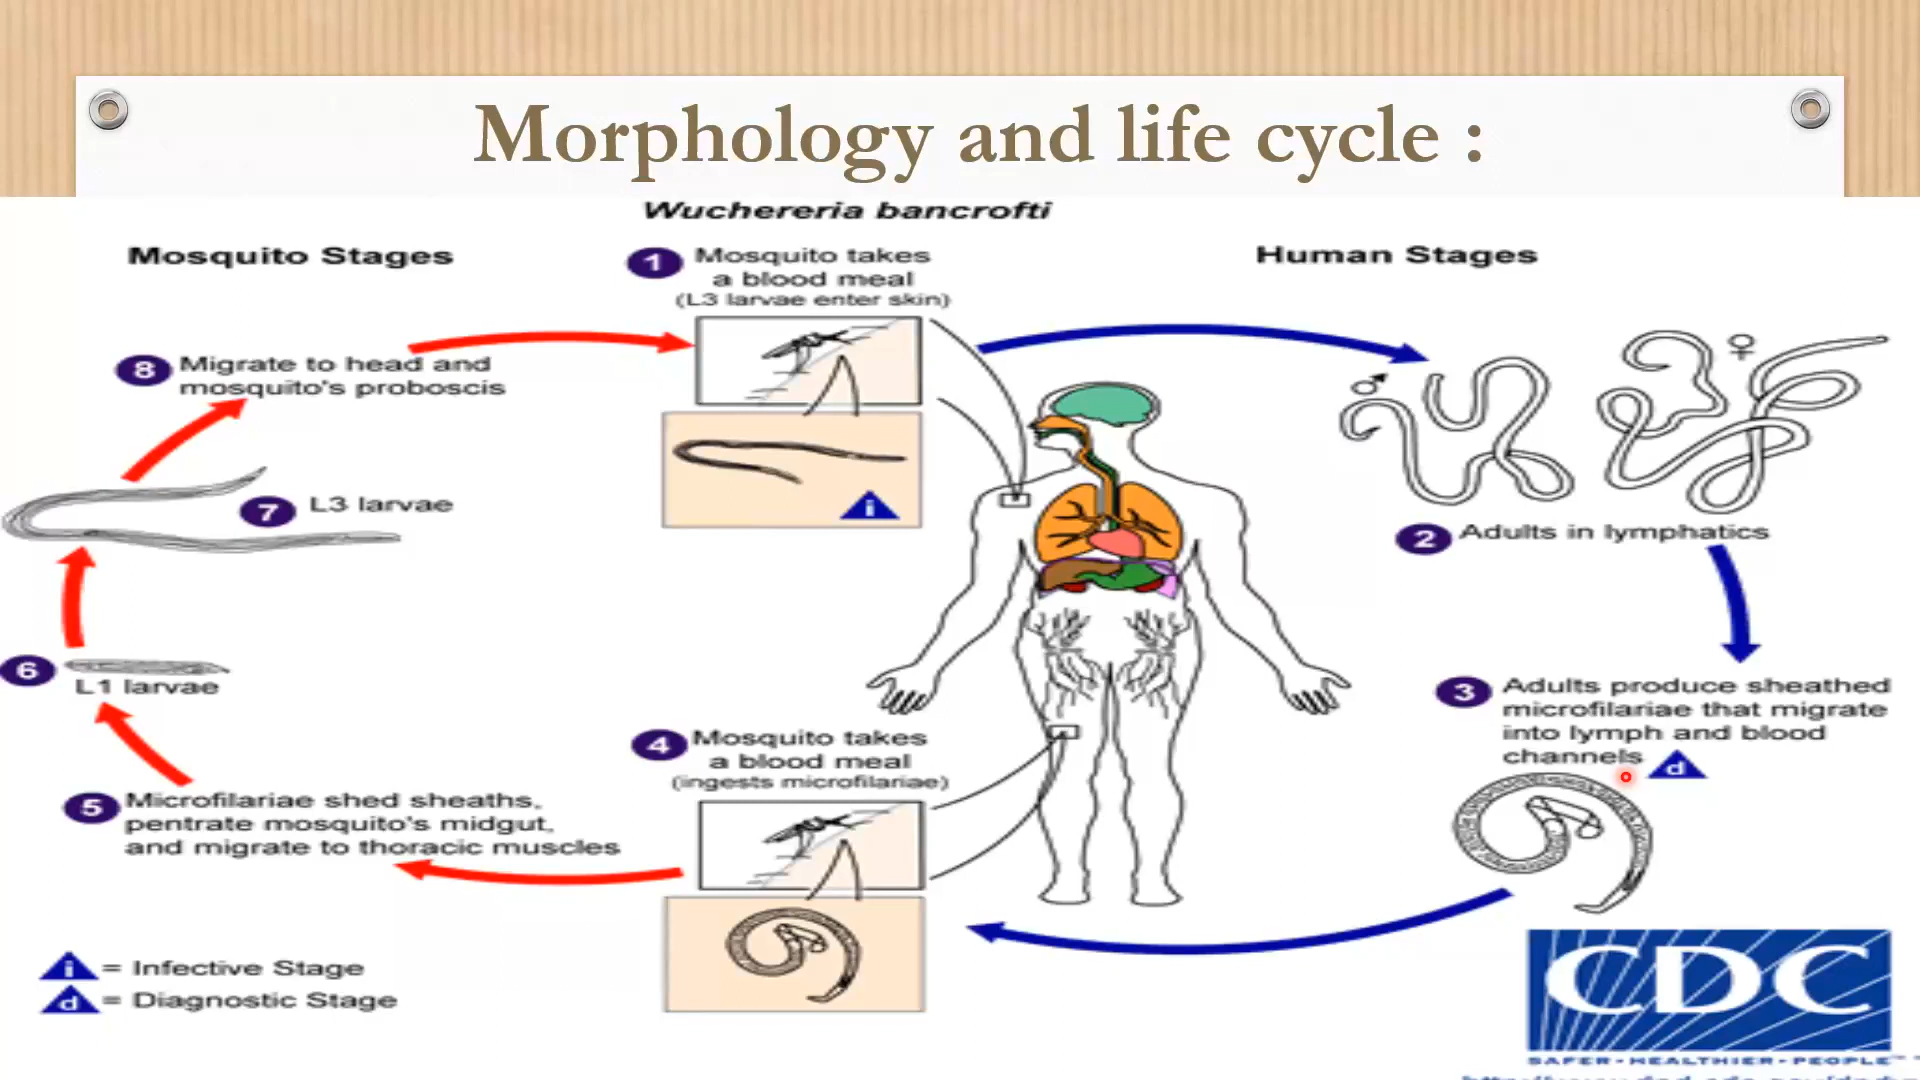 Morphology and life cycle :
Wuchereria bancrofti
Mosquito Stages
Human Stages
1 Mosquito takes
a blood meal
(L3 larvae enter skin)
8 Migrate to head and
mosquito's proboscis
i
7 L3 larvae
♂
♀
2 Adults in lymphatics
6
L1 larvae
3 Adults produce sheathed
microfilariae that migrate
into lymph and blood
channels
d
4 Mosquito takes
a blood meal
(ingests microfilariae)
5 Microfilariae shed sheaths,
pentrate mosquito's midgut,
and migrate to thoracic muscles
i = Infective Stage
d = Diagnostic Stage
CDC
SAFER • HEALTHIER • PEOPLE™